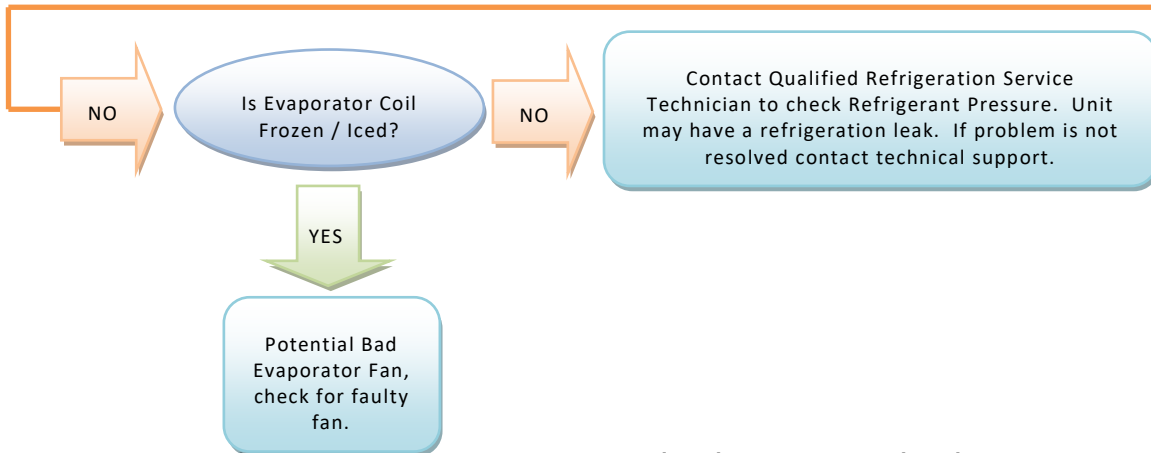 NO
Is Evaporator Coil
Frozen / Iced?
NO
Contact Qualified Refrigeration Service
Technician to check Refrigerant Pressure. Unit
may have a refrigeration leak. If problem is not
resolved contact technical support.
YES
Potential Bad
Evaporator Fan,
check for faulty
fan.